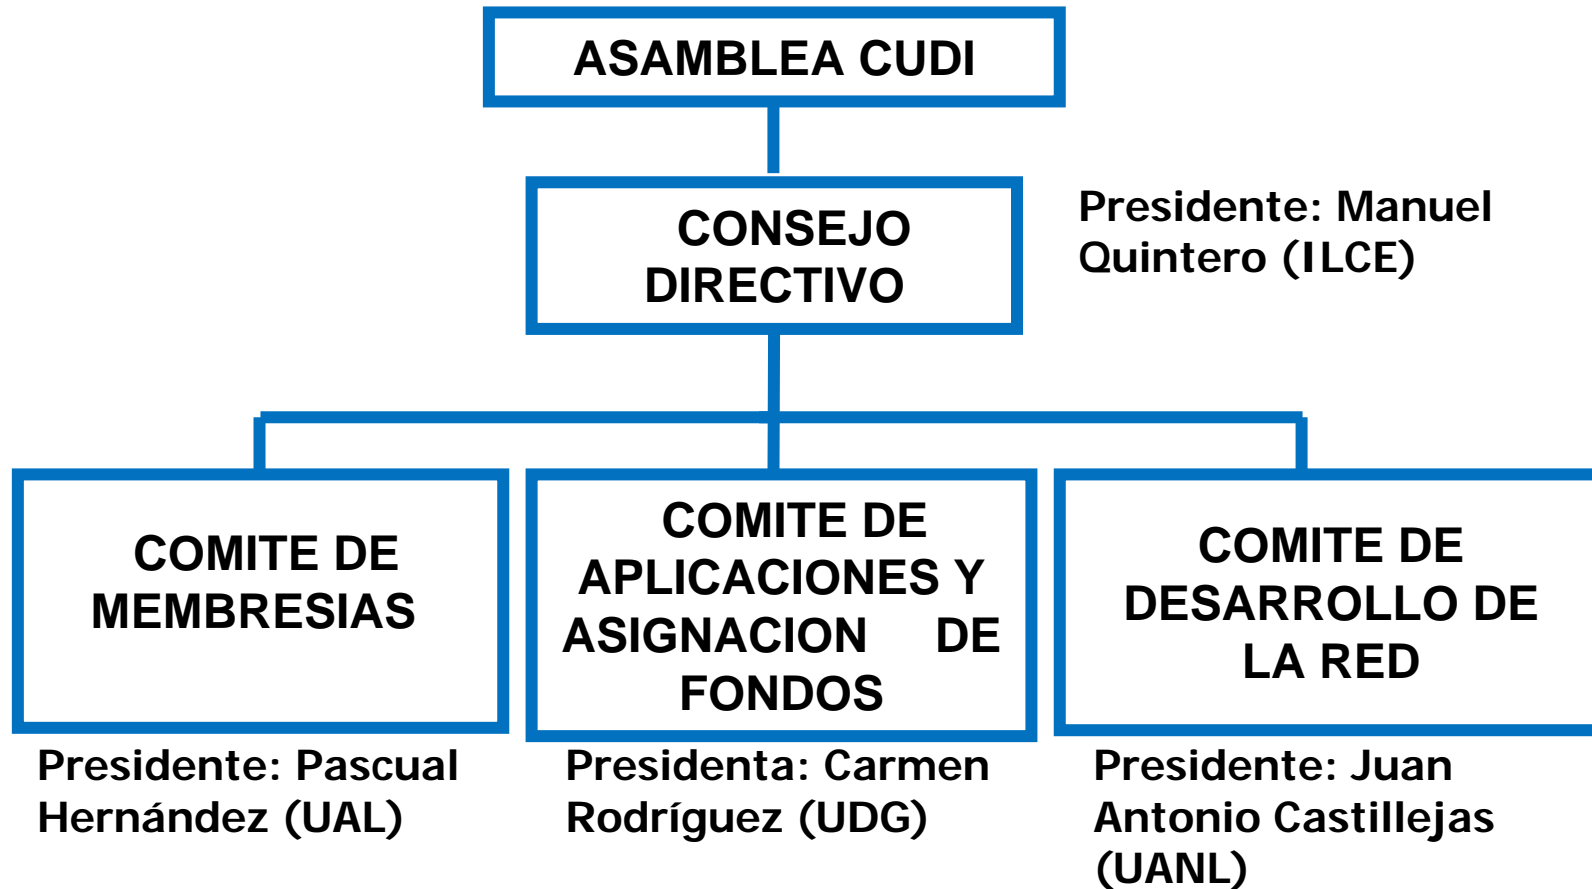 ASAMBLEA CUDI
CONSEJO
DIRECTIVO
Presidente: Manuel
Quintero (ILCE)
COMITE DE
MEMBRESIAS
Presidente: Pascual
Hernández (UAL)
COMITE DE
APLICACIONES Y
ASIGNACION DE
FONDOS
Presidenta: Carmen
Rodríguez (UDG)
COMITE DE
DESARROLLO DE
LA RED
Presidente: Juan
Antonio Castillejas
(UANL)